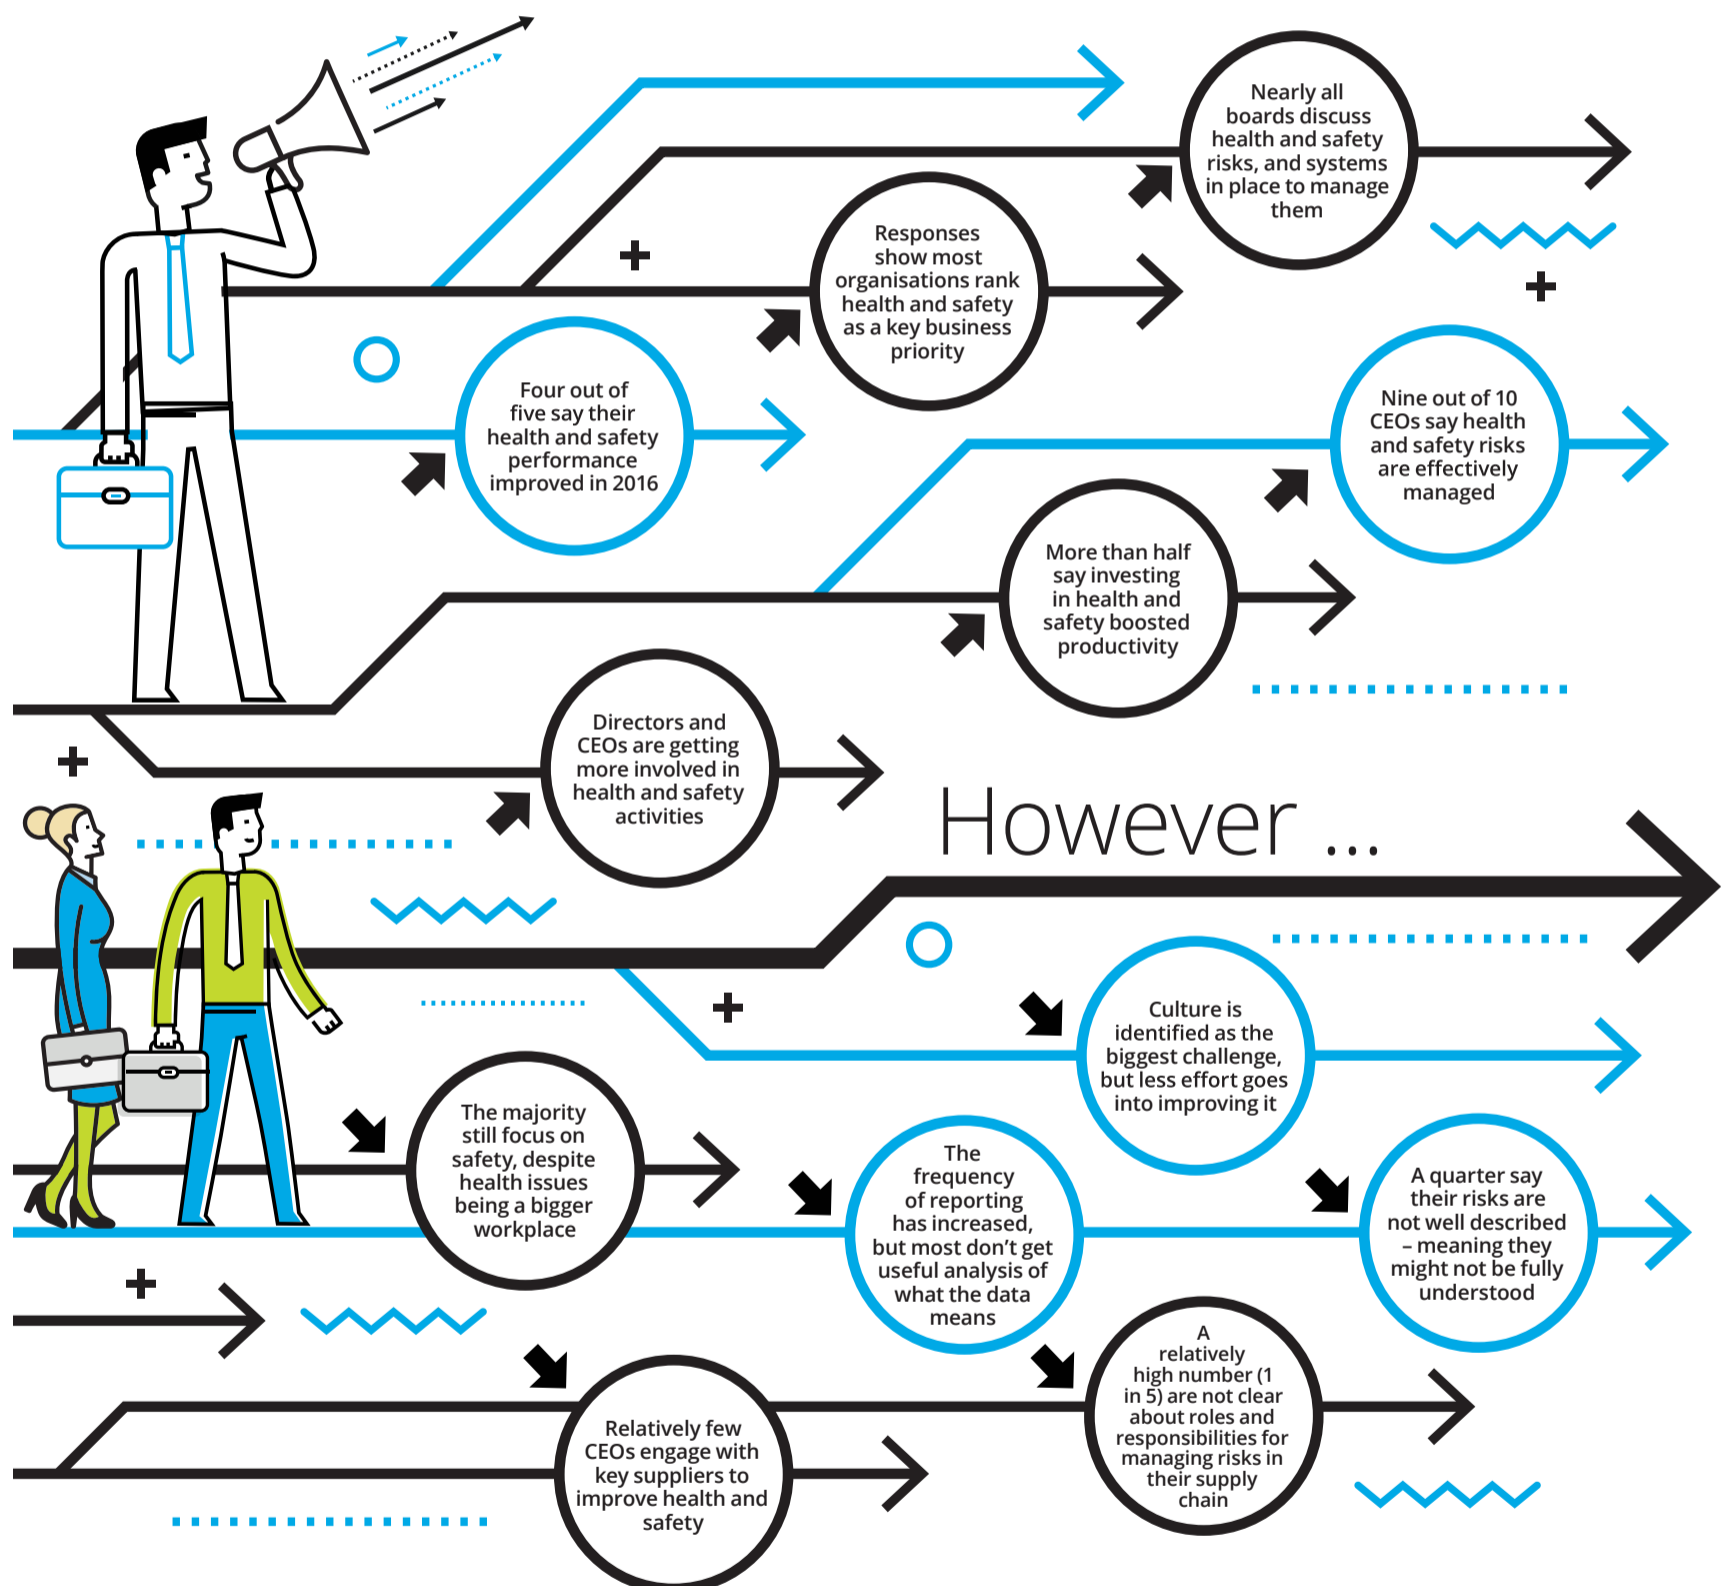 Nearly all
boards discuss
health and safety
risks, and systems
in place to manage
them
Responses
show most
organisations rank
health and safety
as a key business
priority
Four out of
five say their
health and safety
performance
improved in 2016
Nine out of 10
CEOs say health
and safety risks
are effectively
managed
More than half
say investing
in health and
safety boosted
productivity
Directors and
CEOs are getting
more involved in
health and safety
activities
However ...
Culture is
identified as the
biggest challenge,
but less effort goes
into improving it
The majority
still focus on
safety, despite
health issues
being a bigger
workplace
The
frequency
of reporting
has increased,
but most don't get
useful analysis of
what the data
means
A quarter say
their risks are
not well described
– meaning they
might not be fully
understood
Relatively few
CEOs engage with
key suppliers to
improve health and
safety
A
relatively
high number (1
in 5) are not clear
about roles and
responsibilities for
managing risks in
their supply
chain